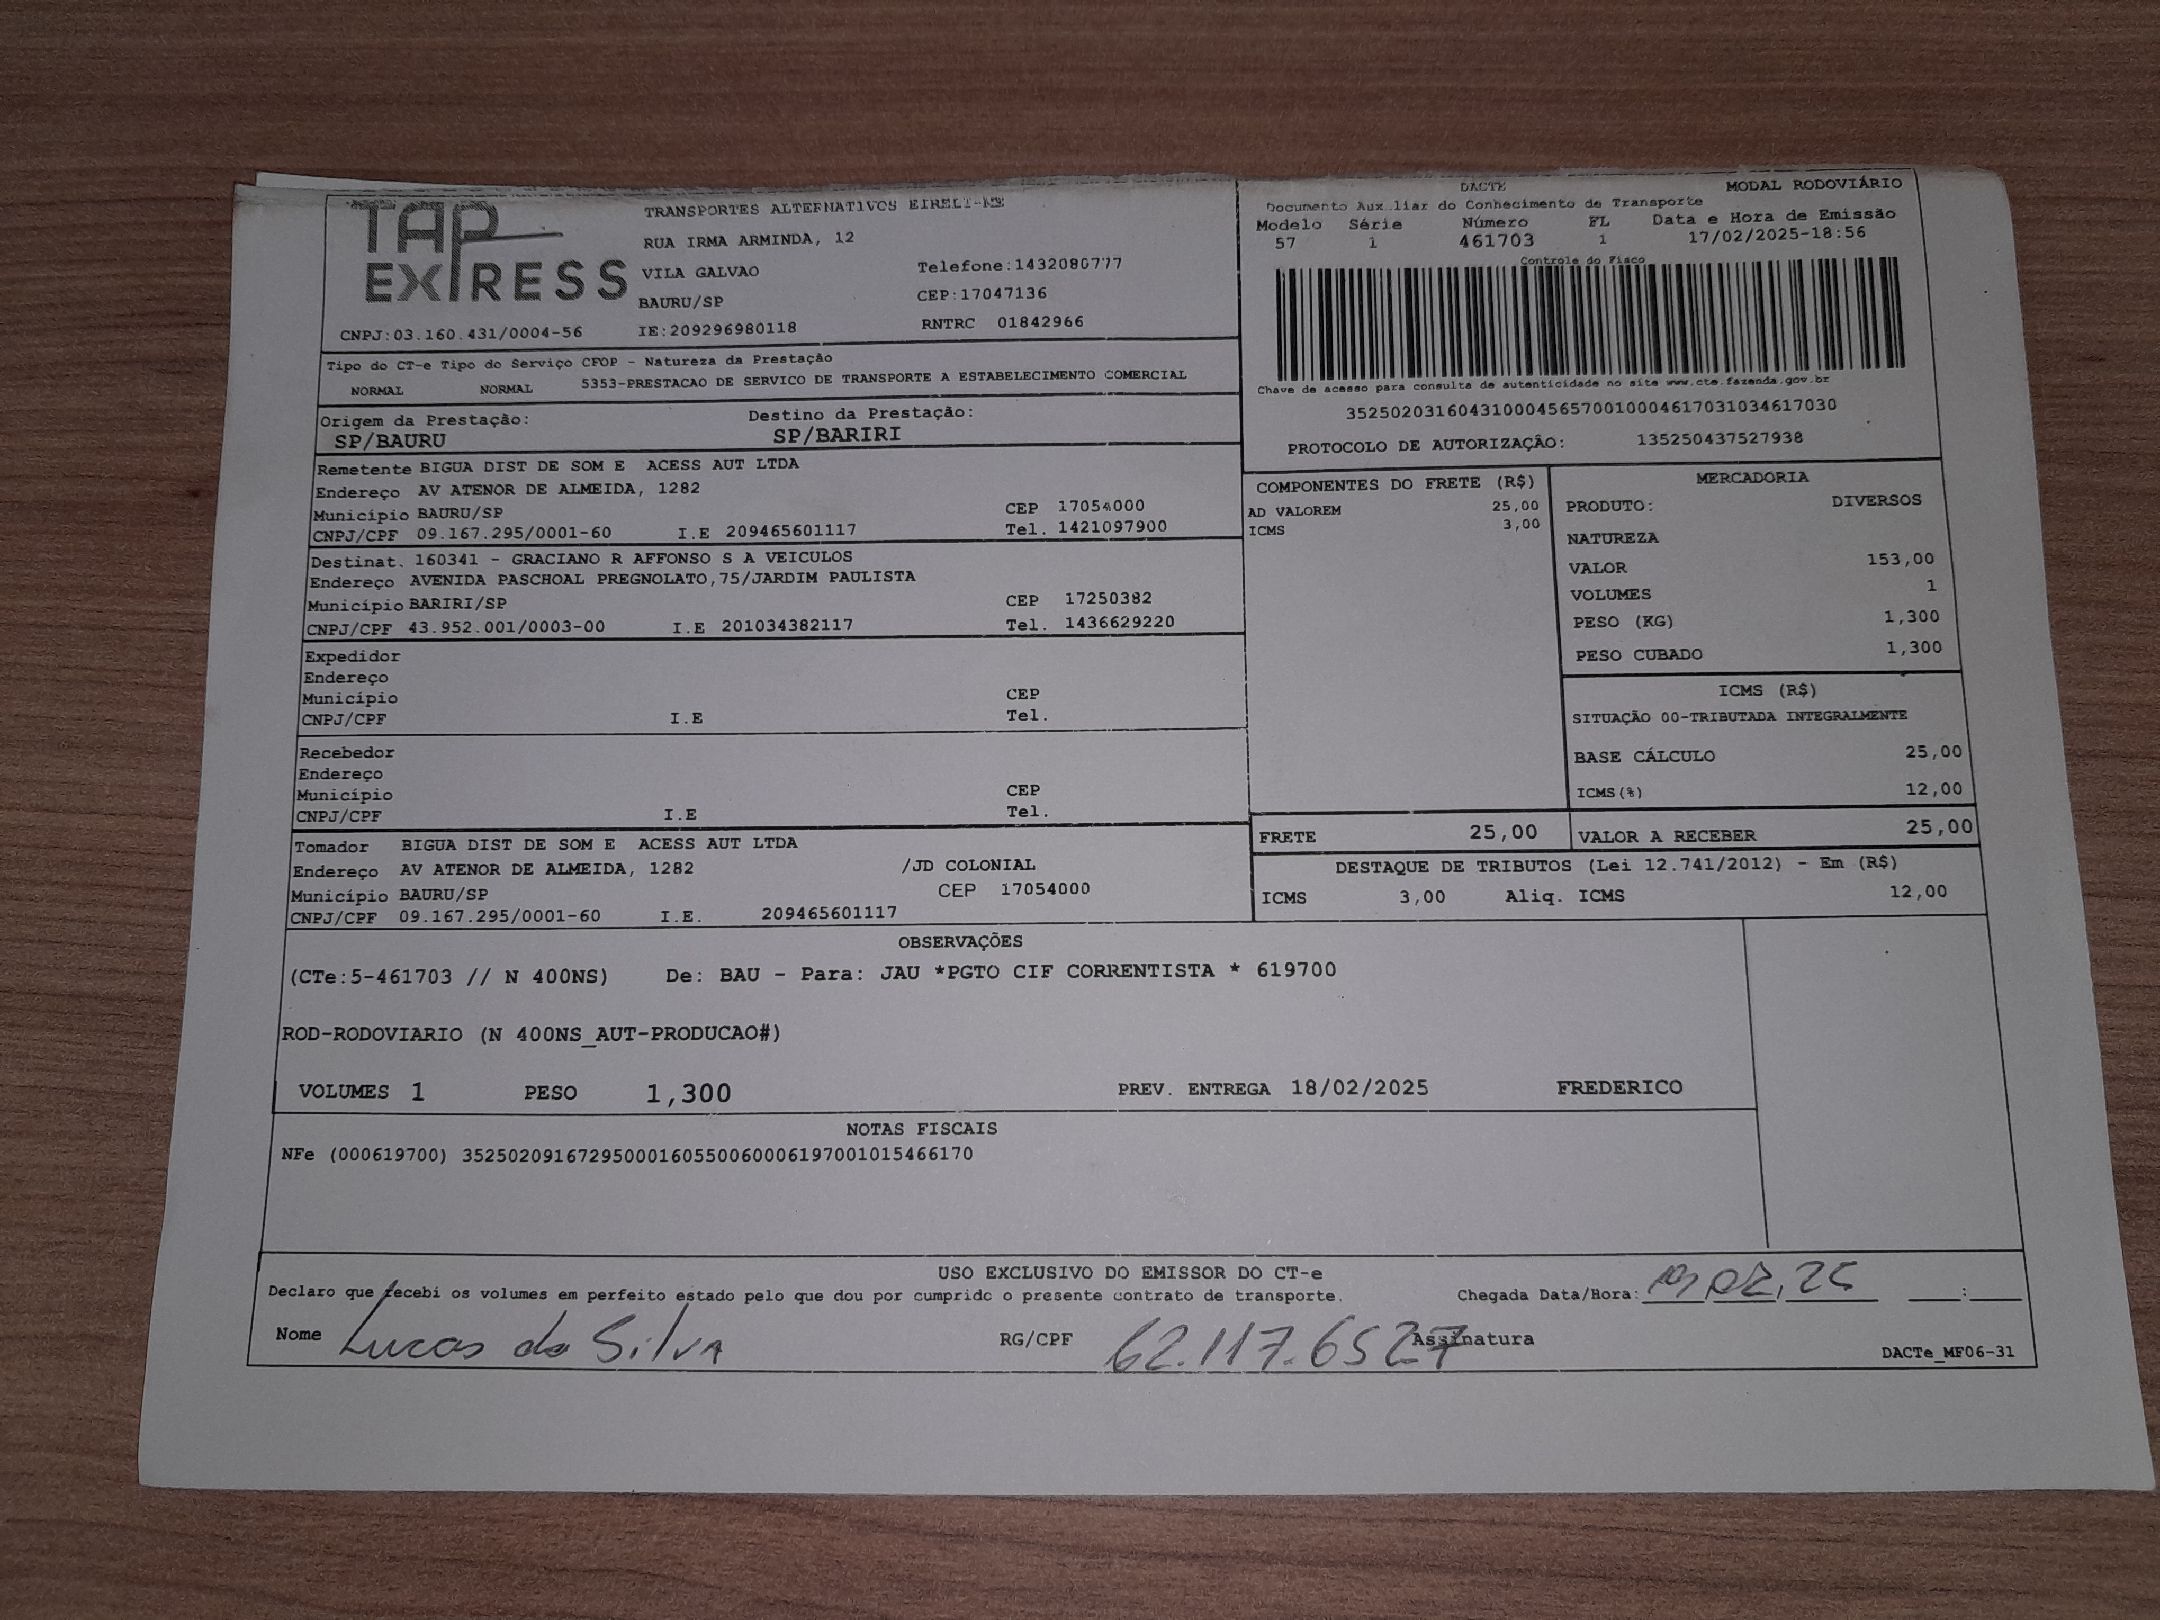 TAP EXPRESS
TRANSPORTES ALTERNATIVOS EIRELI-ME
RUA IRMA ARMINDA, 12
VILA GALVAO Telefone:1432080777
BAURU/SP CEP:17047136
CNPJ:03.160.431/0004-56 IE:209296980118 RNTRC 01842966
DACTE MODAL RODOVIÁRIO
Documento Auxiliar do Conhecimento de Transporte
Modelo Série Número FL Data e Hora de Emissão
57 1 461703 1 17/02/2025-18:56
Controle do Fisco
Chave de acesso para consulta de autenticidade no site www.cte.fazenda.gov.br
35250203160431000456570010004617031034617030
PROTOCOLO DE AUTORIZAÇÃO: 135250437527938
Tipo do CT-e Tipo do Serviço CFOP - Natureza da Prestação
NORMAL NORMAL 5353-PRESTACAO DE SERVICO DE TRANSPORTE A ESTABELECIMENTO COMERCIAL
Origem da Prestação: Destino da Prestação:
SP/BAURU SP/BARIRI
Remetente BIGUA DIST DE SOM E ACESS AUT LTDA
Endereço AV ATENOR DE ALMEIDA, 1282
Município BAURU/SP CEP 17054000
CNPJ/CPF 09.167.295/0001-60 I.E 209465601117 Tel. 1421097900
Destinat. 160341 - GRACIANO R AFFONSO S A VEICULOS
Endereço AVENIDA PASCHOAL PREGNOLATO,75/JARDIM PAULISTA
Município BARIRI/SP CEP 17250382
CNPJ/CPF 43.952.001/0003-00 I.E 201034382117 Tel. 1436629220
Expedidor
Endereço
Município CEP
CNPJ/CPF I.E Tel.
Recebedor
Endereço
Município CEP
CNPJ/CPF I.E Tel.
Tomador BIGUA DIST DE SOM E ACESS AUT LTDA
Endereço AV ATENOR DE ALMEIDA, 1282 /JD COLONIAL
Município BAURU/SP CEP 17054000
CNPJ/CPF 09.167.295/0001-60 I.E. 209465601117
COMPONENTES DO FRETE (R$)
AD VALOREM 25,00
ICMS 3,00
MERCADORIA
PRODUTO: DIVERSOS
NATUREZA
VALOR 153,00
VOLUMES 1
PESO (KG) 1,300
PESO CUBADO 1,300
ICMS (R$)
SITUAÇÃO 00-TRIBUTADA INTEGRALMENTE
BASE CÁLCULO 25,00
ICMS(%) 12,00
FRETE 25,00 VALOR A RECEBER 25,00
DESTAQUE DE TRIBUTOS (Lei 12.741/2012) - Em (R$)
ICMS 3,00 Aliq. ICMS 12,00
OBSERVAÇÕES
(CTe:5-461703 // N 400NS) De: BAU - Para: JAU *PGTO CIF CORRENTISTA * 619700
ROD-RODOVIARIO (N 400NS_AUT-PRODUCAO#)
VOLUMES 1 PESO 1,300 PREV. ENTREGA 18/02/2025 FREDERICO
NOTAS FISCAIS
NFe (000619700) 35250209167295000160550060006197001015466170
USO EXCLUSIVO DO EMISSOR DO CT-e
Declaro que recebi os volumes em perfeito estado pelo que dou por cumprido o presente contrato de transporte. Chegada Data/Hora: 19.02.25 :
Nome Lucas da Silva RG/CPF 62.117.6527 Assinatura
DACTe_MF06-31